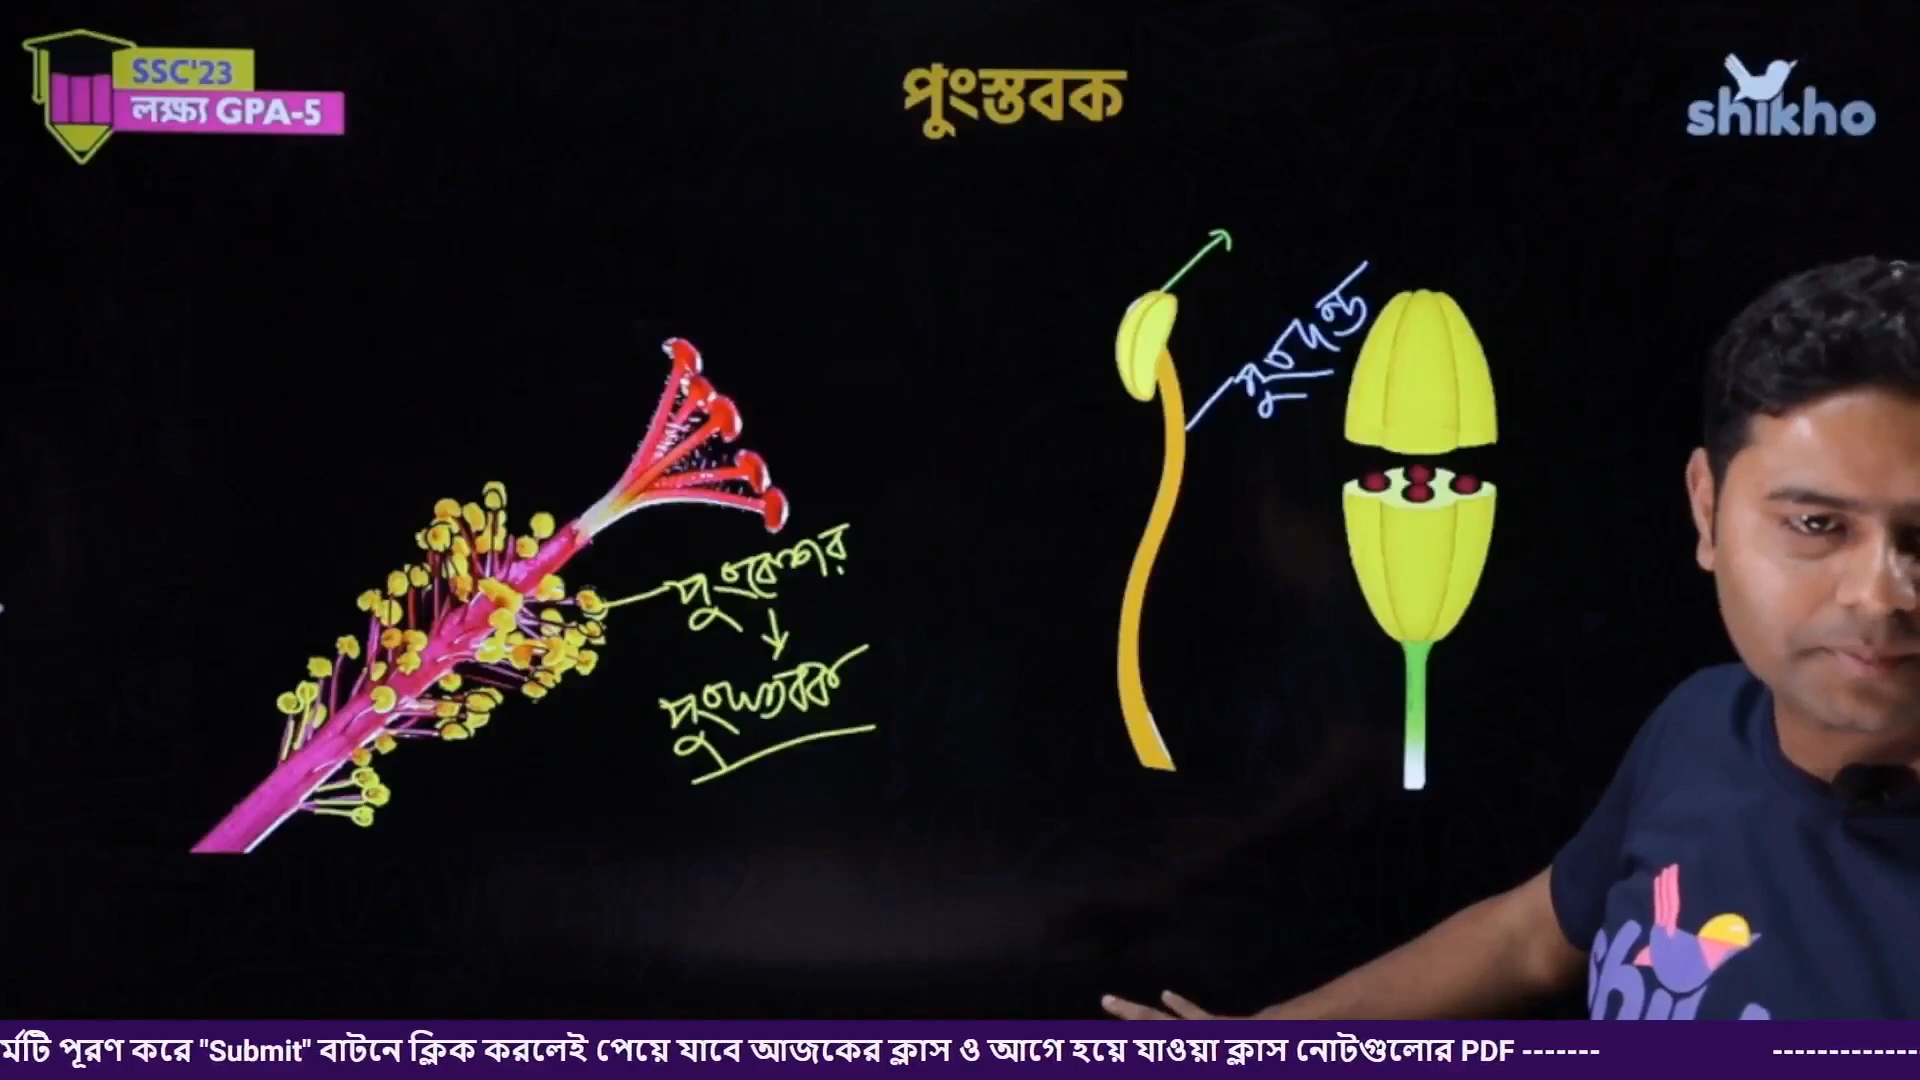 SSC'23
লক্ষ্য GPA-5
পুংস্তবক
shikho
পুংদন্ড
পুংকেশর
পুংস্তবক
র্মটি পূরণ করে "Submit" বাটনে ক্লিক করলেই পেয়ে যাবে আজকের ক্লাস ও আগে হয়ে যাওয়া ক্লাস নোটগুলোর PDF -------